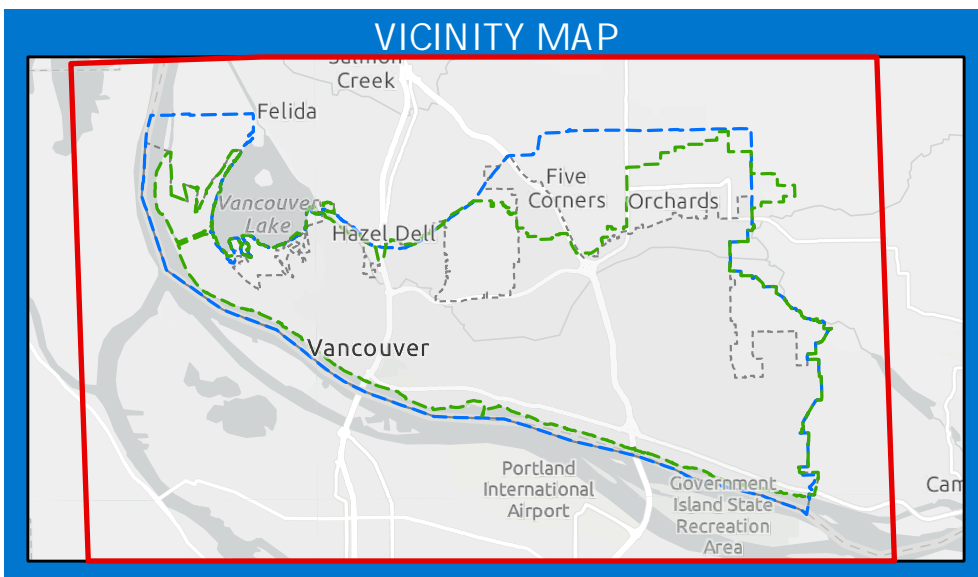 VICINITY MAP
Salmon
Creek
Felida
Five
Corners
Orchards
Vancouver
Lake
Hazel Dell
Vancouver
Portland
International
Airport
Government
Island State
Recreation
Area
Cam